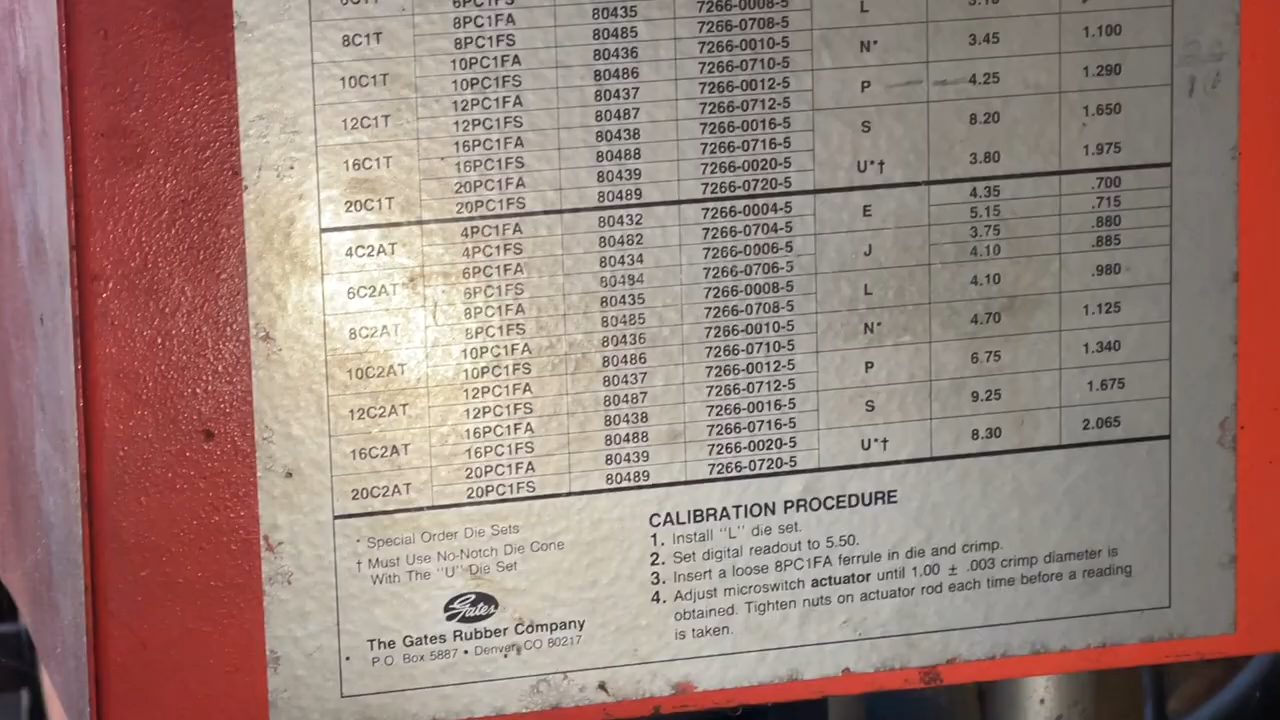 8PC1FA 80435 7266-0008-5 L
8C1T
8PC1FS 80485 7266-0708-5
10PC1FA 80436 7266-0010-5 N* 3.45 1.100
10C1T
10PC1FS 80486 7266-0710-5
12PC1FA 80437 7266-0012-5 P 4.25 1.290
12C1T
12PC1FS 80487 7266-0712-5
16PC1FA 80438 7266-0016-5 S 8.20 1.650
16C1T
16PC1FS 80488 7266-0716-5
20PC1FA 80439 7266-0020-5 U*† 3.80 1.975
20C1T
20PC1FS 80489 7266-0720-5
4PC1FA 80432 7266-0004-5 E 4.35 .700
4C2AT
4PC1FS 80482 7266-0704-5 5.15 .715
6PC1FA 80434 7266-0006-5 J 3.75 .880
6C2AT
6PC1FS 80484 7266-0706-5 4.10 .885
8PC1FA 80435 7266-0008-5 L 4.10 .980
8C2AT
8PC1FS 80485 7266-0708-5
10PC1FA 80436 7266-0010-5 N* 4.70 1.125
10C2AT
10PC1FS 80486 7266-0710-5
12PC1FA 80437 7266-0012-5 P 6.75 1.340
12C2AT
12PC1FS 80487 7266-0712-5
16PC1FA 80438 7266-0016-5 S 9.25 1.675
16C2AT
16PC1FS 80488 7266-0716-5
20PC1FA 80439 7266-0020-5 U*† 8.30 2.065
20C2AT
20PC1FS 80489 7266-0720-5
* Special Order Die Sets
† Must Use No-Notch Die Cone
With The "U" Die Set
Gates
The Gates Rubber Company
P.O. Box 5887 • Denver, CO 80217
CALIBRATION PROCEDURE
1. Install "L" die set.
2. Set digital readout to 5.50.
3. Insert a loose 8PC1FA ferrule in die and crimp.
4. Adjust microswitch actuator until 1.00 ± .003 crimp diameter is
obtained. Tighten nuts on actuator rod each time before a reading
is taken.